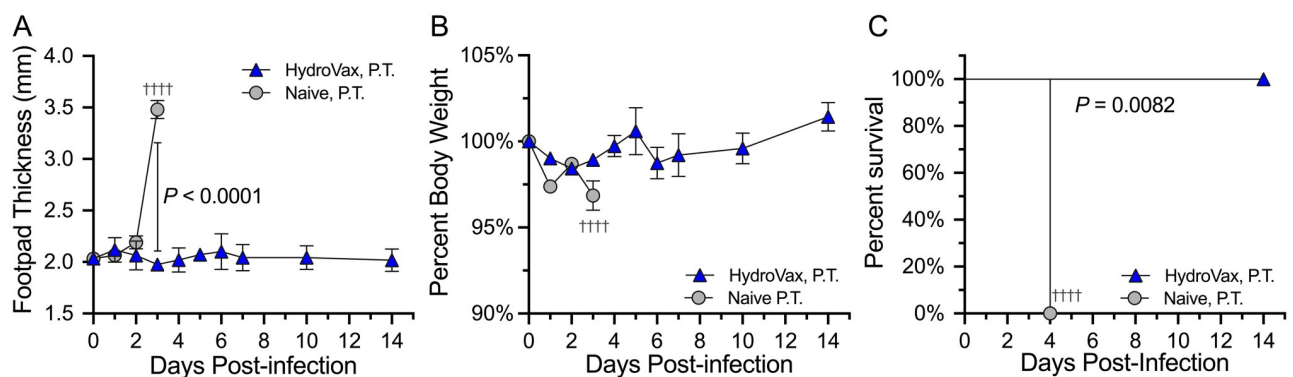 A
Footpad Thickness (mm)
4.0
3.5
3.0
2.5
2.0
1.5
††††
HydroVax, P.T.
Naive, P.T.
P < 0.0001
0 2 4 6 8 10 12 14
Days Post-infection
B
Percent Body Weight
105%
100%
95%
90%
††††
HydroVax, P.T.
Naive P.T.
0 2 4 6 8 10 12 14
Days Post-infection
C
Percent survival
100%
80%
60%
40%
20%
0%
P = 0.0082
††††
HydroVax, P.T.
Naive, P.T.
0 2 4 6 8 10 12 14
Days Post-Infection